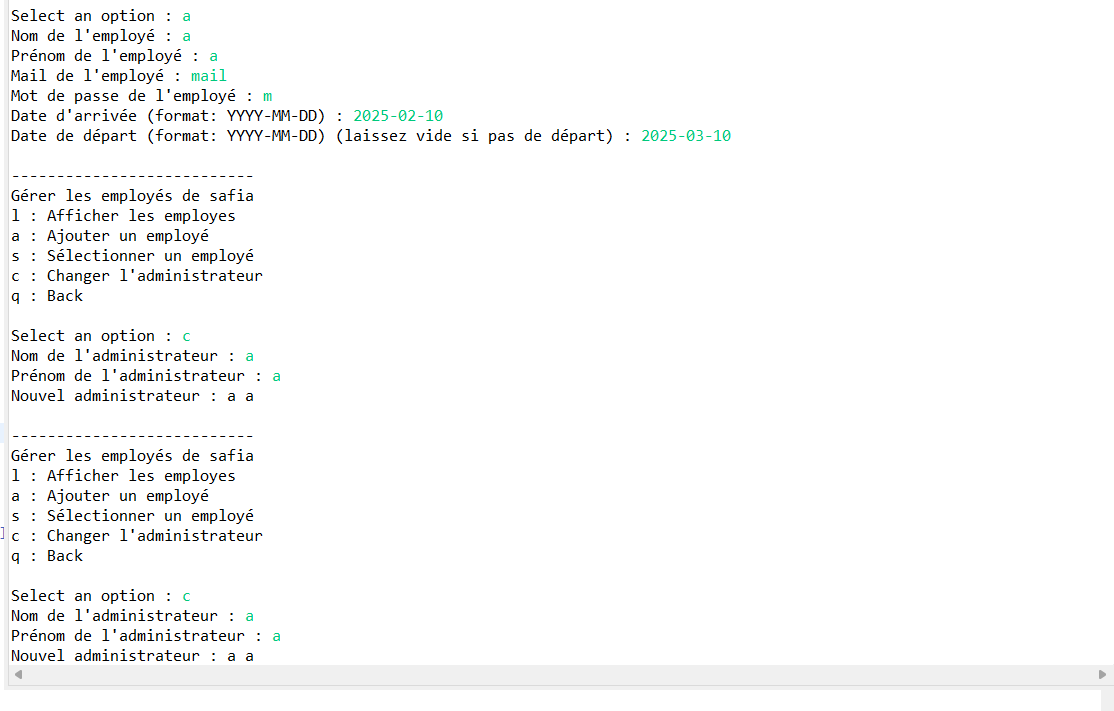 Select an option : a
Nom de l'employé : a
Prénom de l'employé : a
Mail de l'employé : mail
Mot de passe de l'employé : m
Date d'arrivée (format: YYYY-MM-DD) : 2025-02-10
Date de départ (format: YYYY-MM-DD) (laissez vide si pas de départ) : 2025-03-10
---------------------------
Gérer les employés de safia
l : Afficher les employes
a : Ajouter un employé
s : Sélectionner un employé
c : Changer l'administrateur
q : Back
Select an option : c
Nom de l'administrateur : a
Prénom de l'administrateur : a
Nouvel administrateur : a a
---------------------------
Gérer les employés de safia
l : Afficher les employes
a : Ajouter un employé
s : Sélectionner un employé
c : Changer l'administrateur
q : Back
Select an option : c
Nom de l'administrateur : a
Prénom de l'administrateur : a
Nouvel administrateur : a a